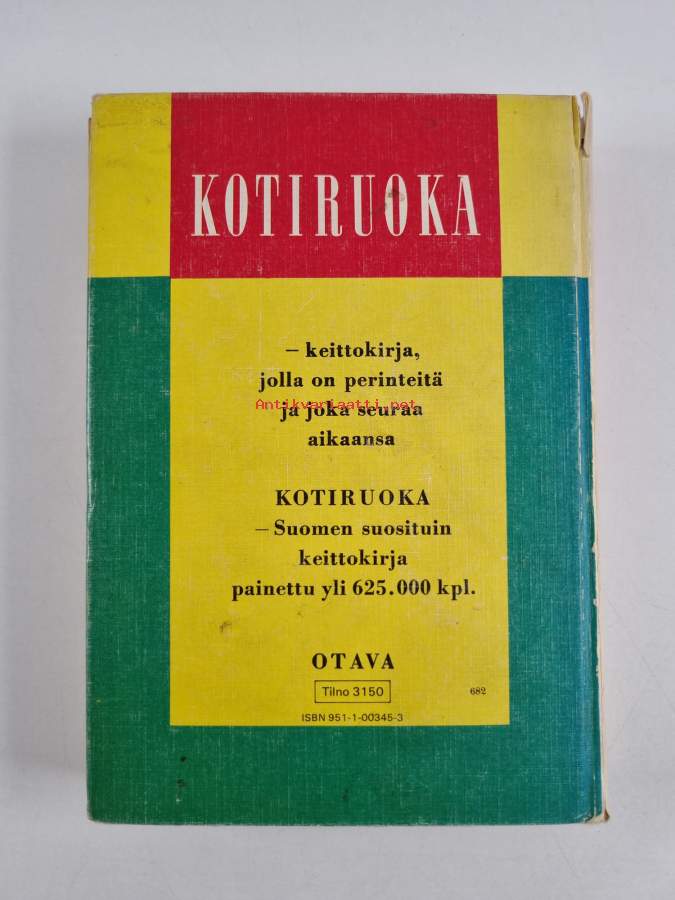 KOTIRUOKA
– keittokirja,
jolla on perinteitä
Antikvariaatti.net
ja joka seuraa
aikaansa
KOTIRUOKA
– Suomen suosituin
keittokirja
painettu yli 625.000 kpl.
OTAVA
Tilno 3150
682
ISBN 951-1-00345-3